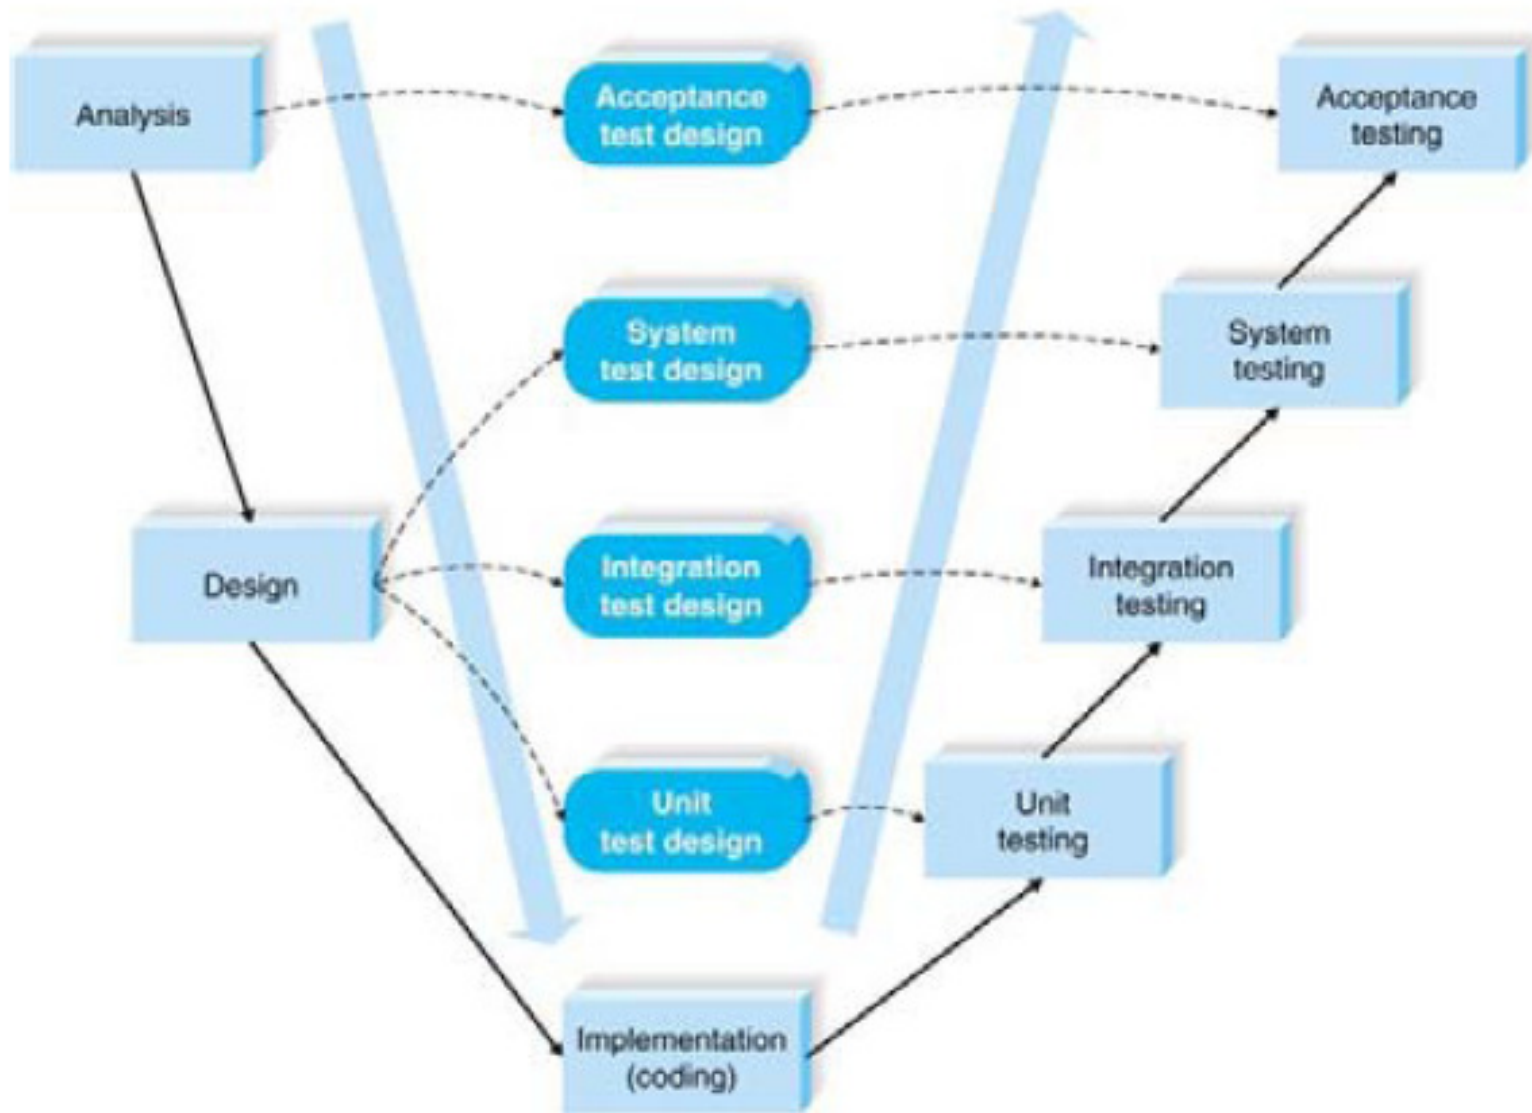 Analysis
Acceptance
test design
Acceptance
testing
System
test design
System
testing
Design
Integration
test design
Integration
testing
Unit
test design
Unit
testing
Implementation
(coding)